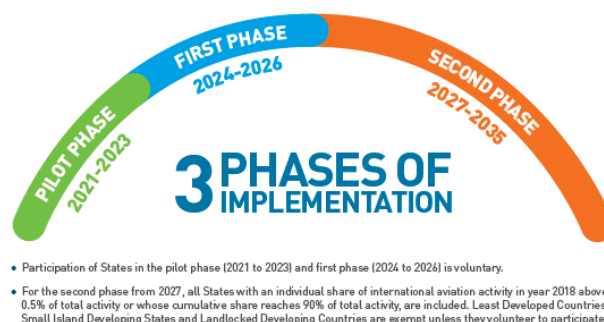 PILOT PHASE
2021-2023
FIRST PHASE
2024-2026
SECOND PHASE
2027-2035
3 PHASES OF
IMPLEMENTATION
• Participation of States in the pilot phase (2021 to 2023) and first phase (2024 to 2026) is voluntary.
• For the second phase from 2027, all States with an individual share of international aviation activity in year 2018 above
0.5% of total activity or whose cumulative share reaches 90% of total activity, are included. Least Developed Countries
Small Island Developing States and Landlocked Developing Countries are exempt unless they volunteer to participate